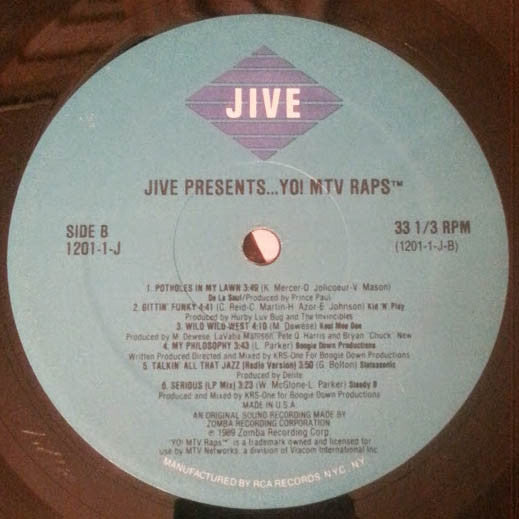 JIVE
JIVE PRESENTS...YO! MTV RAPS™
SIDE B
1201-1-J
33 1/3 RPM
(1201-1-J-B)
1. POTHOLES IN MY LAWN 3:49 (K. Mercer-D. Jolicoeur-V. Mason)
De La Soul/Produced by Prince Paul
2. GITTIN' FUNKY 4:41 (C. Reid-C. Martin-H. Azor-E. Johnson) Kid 'N' Play
Produced by Hurby Luv Bug and The Invincibles
3. WILD WILD WEST 4:10 (M. Dewese) Kool Moe Dee
Produced by M. Dewese, LaVaba Mallison, Pete Q. Harris and Bryan "Chuck" New
4. MY PHILOSOPHY 3:43 (L. Parker) Boogie Down Productions
Written Produced Directed and Mixed by KRS-One For Boogie Down Productions
5. TALKIN' ALL THAT JAZZ (Radio Version) 3:50 (G. Bolton) Stetsasonic
Produced by Delite
6. SERIOUS (LP Mix) 3:23 (W. McGlone-L. Parker) Steady B
Produced and Mixed by KRS-One for Boogie Down Productions
MADE IN U.S.A.
AN ORIGINAL SOUND RECORDING MADE BY
ZOMBA RECORDING CORPORATION
℗ 1989 Zomba Recording Corp.
"YO! MTV Raps™" is a trademark owned and licensed for
use by MTV Networks, a division of Viacom International Inc.
MANUFACTURED BY RCA RECORDS, N.Y.C., N.Y.